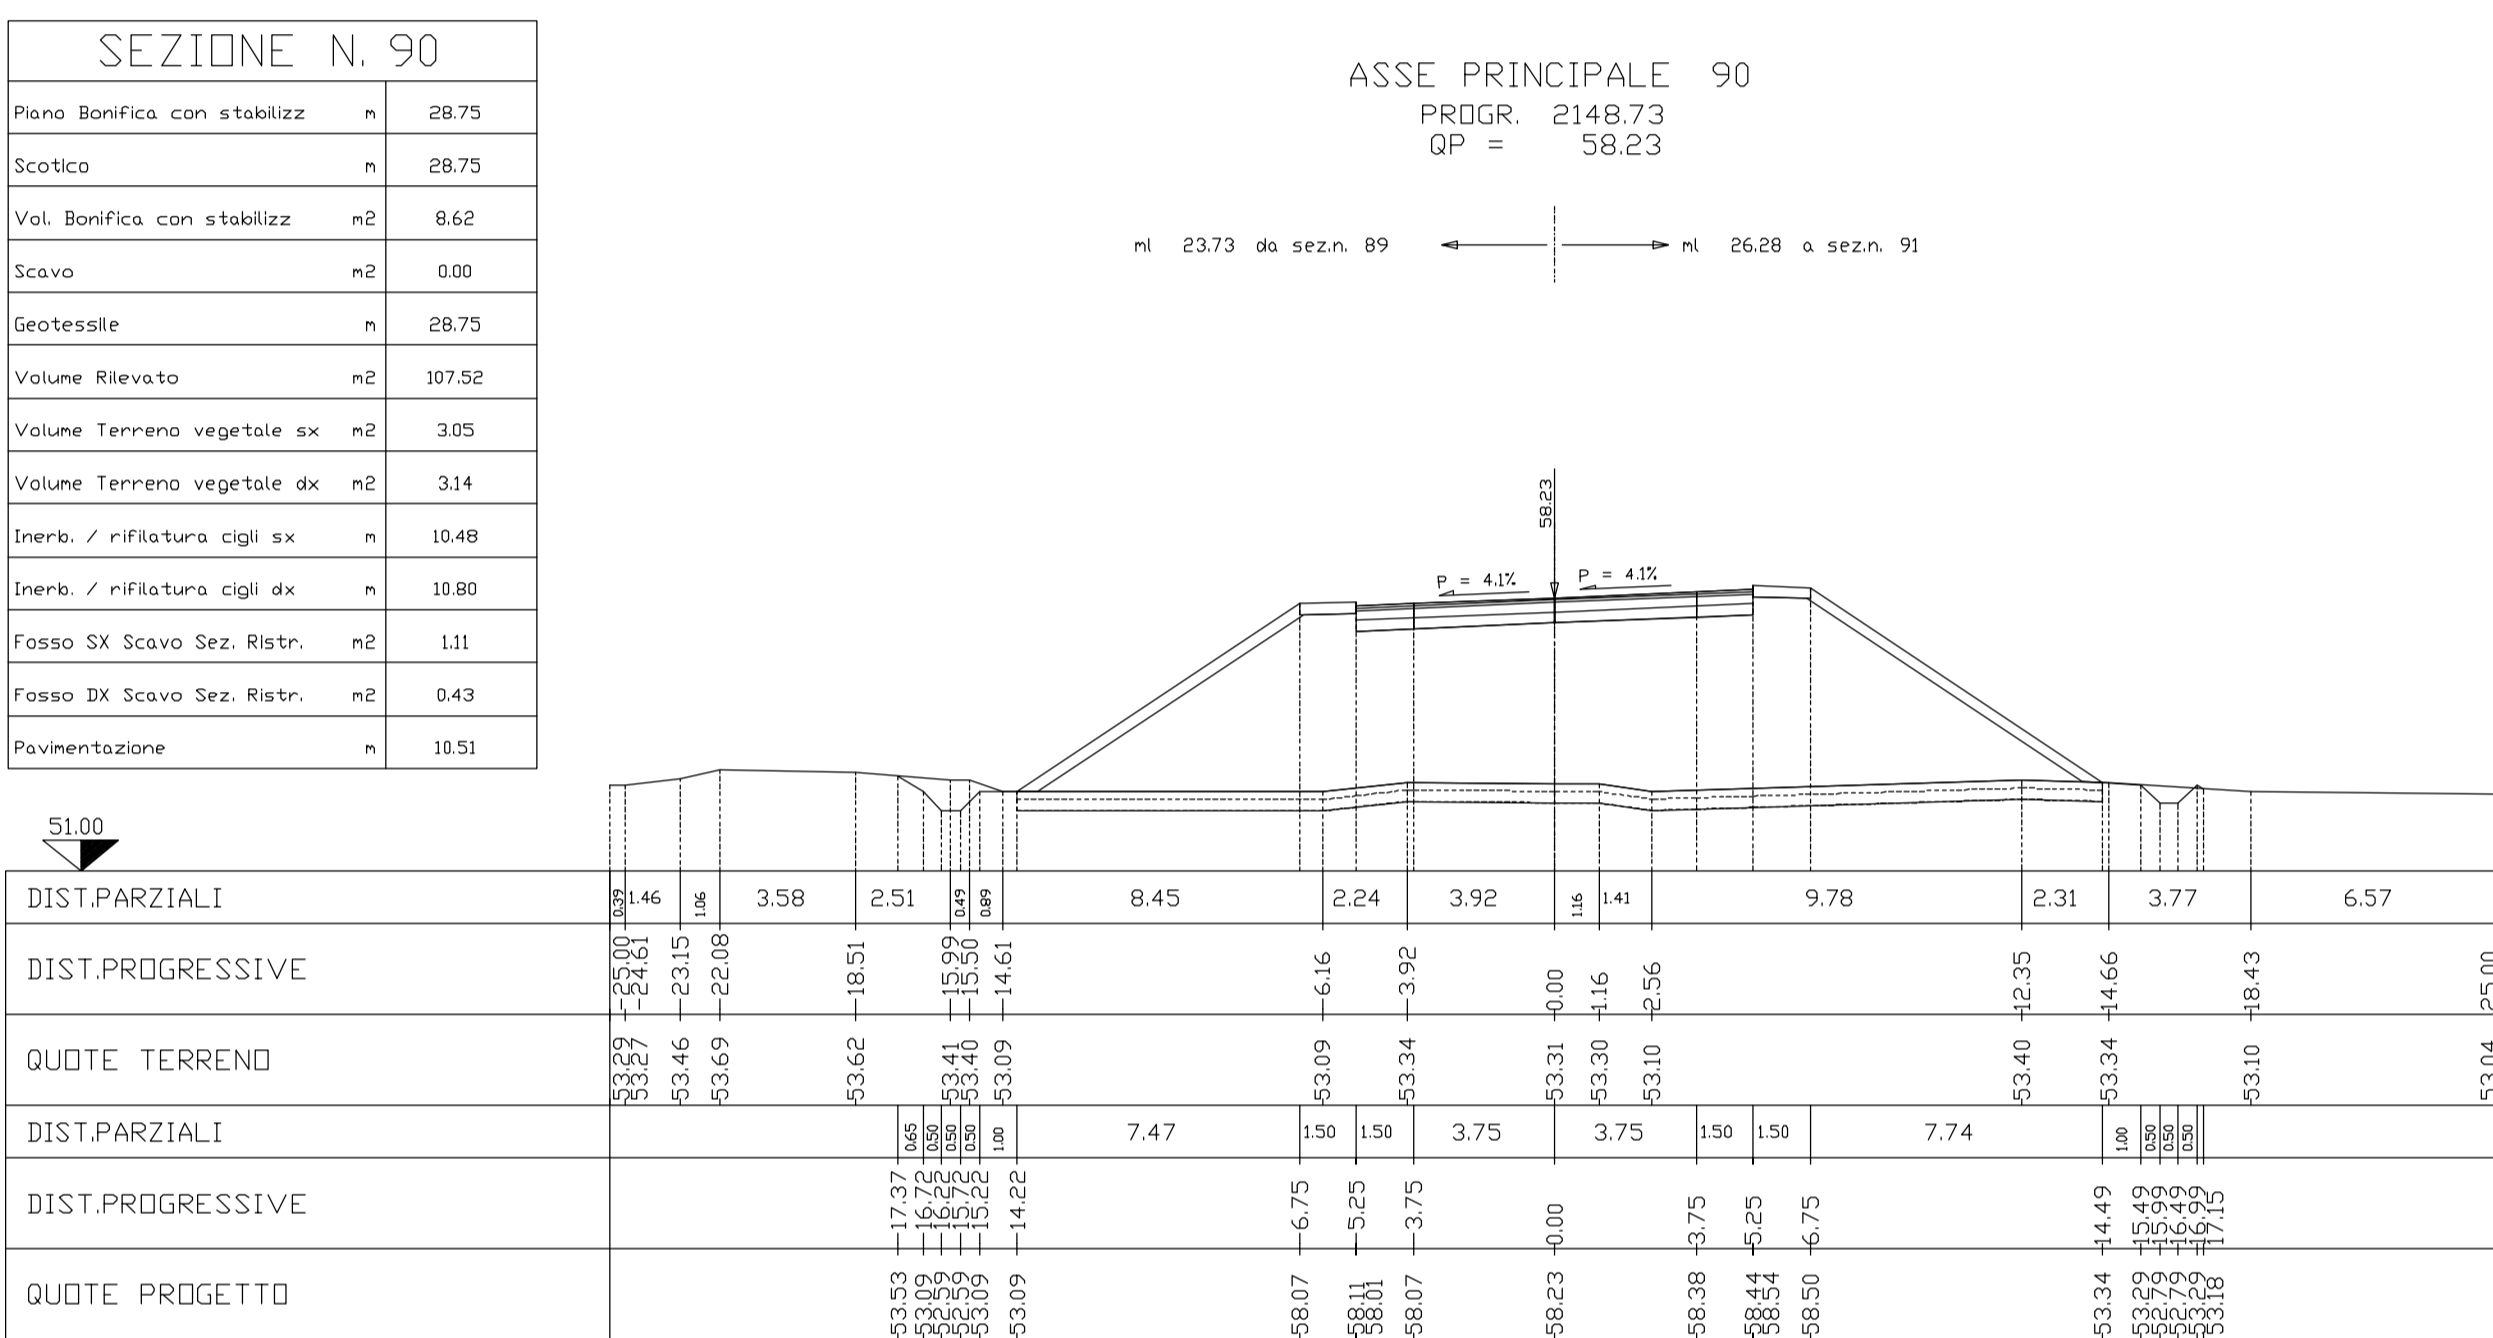 SEZIONE N. 90
Piano Bonifica con stabilizz m 28.75
Scotico m 28.75
Vol. Bonifica con stabilizz m2 8.62
Scavo m2 0.00
Geotessile m 28.75
Volume Rilevato m2 107.52
Volume Terreno vegetale sx m2 3.05
Volume Terreno vegetale dx m2 3.14
Inerb. / rifilatura cigli sx m 10.48
Inerb. / rifilatura cigli dx m 10.80
Fosso SX Scavo Sez. Ristr. m2 1.11
Fosso DX Scavo Sez. Ristr. m2 0.43
Pavimentazione m 10.51
ASSE PRINCIPALE 90
PROGR. 2148.73
QP = 58.23
ml 23.73 da sez.n. 89
ml 26.28 a sez.n. 91
58.23
P = 4.1%
P = 4.1%
51.00
DIST.PARZIALI 0.39 1.46 1.06 3.58 2.51 0.49 0.89 8.45 2.24 3.92 1.16 1.41 9.78 2.31 3.77 6.57
DIST.PROGRESSIVE -25.00 -24.61 -23.15 -22.08 -18.51 -15.99 -15.50 -14.61 -6.16 -3.92 0.00 1.16 2.56 12.35 14.66 18.43 25.00
QUOTE TERRENO 53.29 53.27 53.46 53.69 53.62 53.41 53.40 53.09 53.09 53.34 53.31 53.30 53.10 53.40 53.34 53.10 53.04
DIST.PARZIALI 0.65 0.50 0.50 0.50 1.00 7.47 1.50 1.50 3.75 3.75 1.50 1.50 7.74 1.00 0.50 0.50 0.50
DIST.PROGRESSIVE -17.37 -16.72 -16.22 -15.72 -15.22 -14.22 -6.75 -5.25 -3.75 0.00 3.75 5.25 6.75 14.49 15.49 15.99 16.49 16.99 17.15
QUOTE PROGETTO 53.53 53.09 52.59 52.59 53.09 53.09 58.07 58.11 58.01 58.07 58.23 58.38 58.44 58.54 58.50 53.34 53.29 52.79 52.79 53.29 53.18